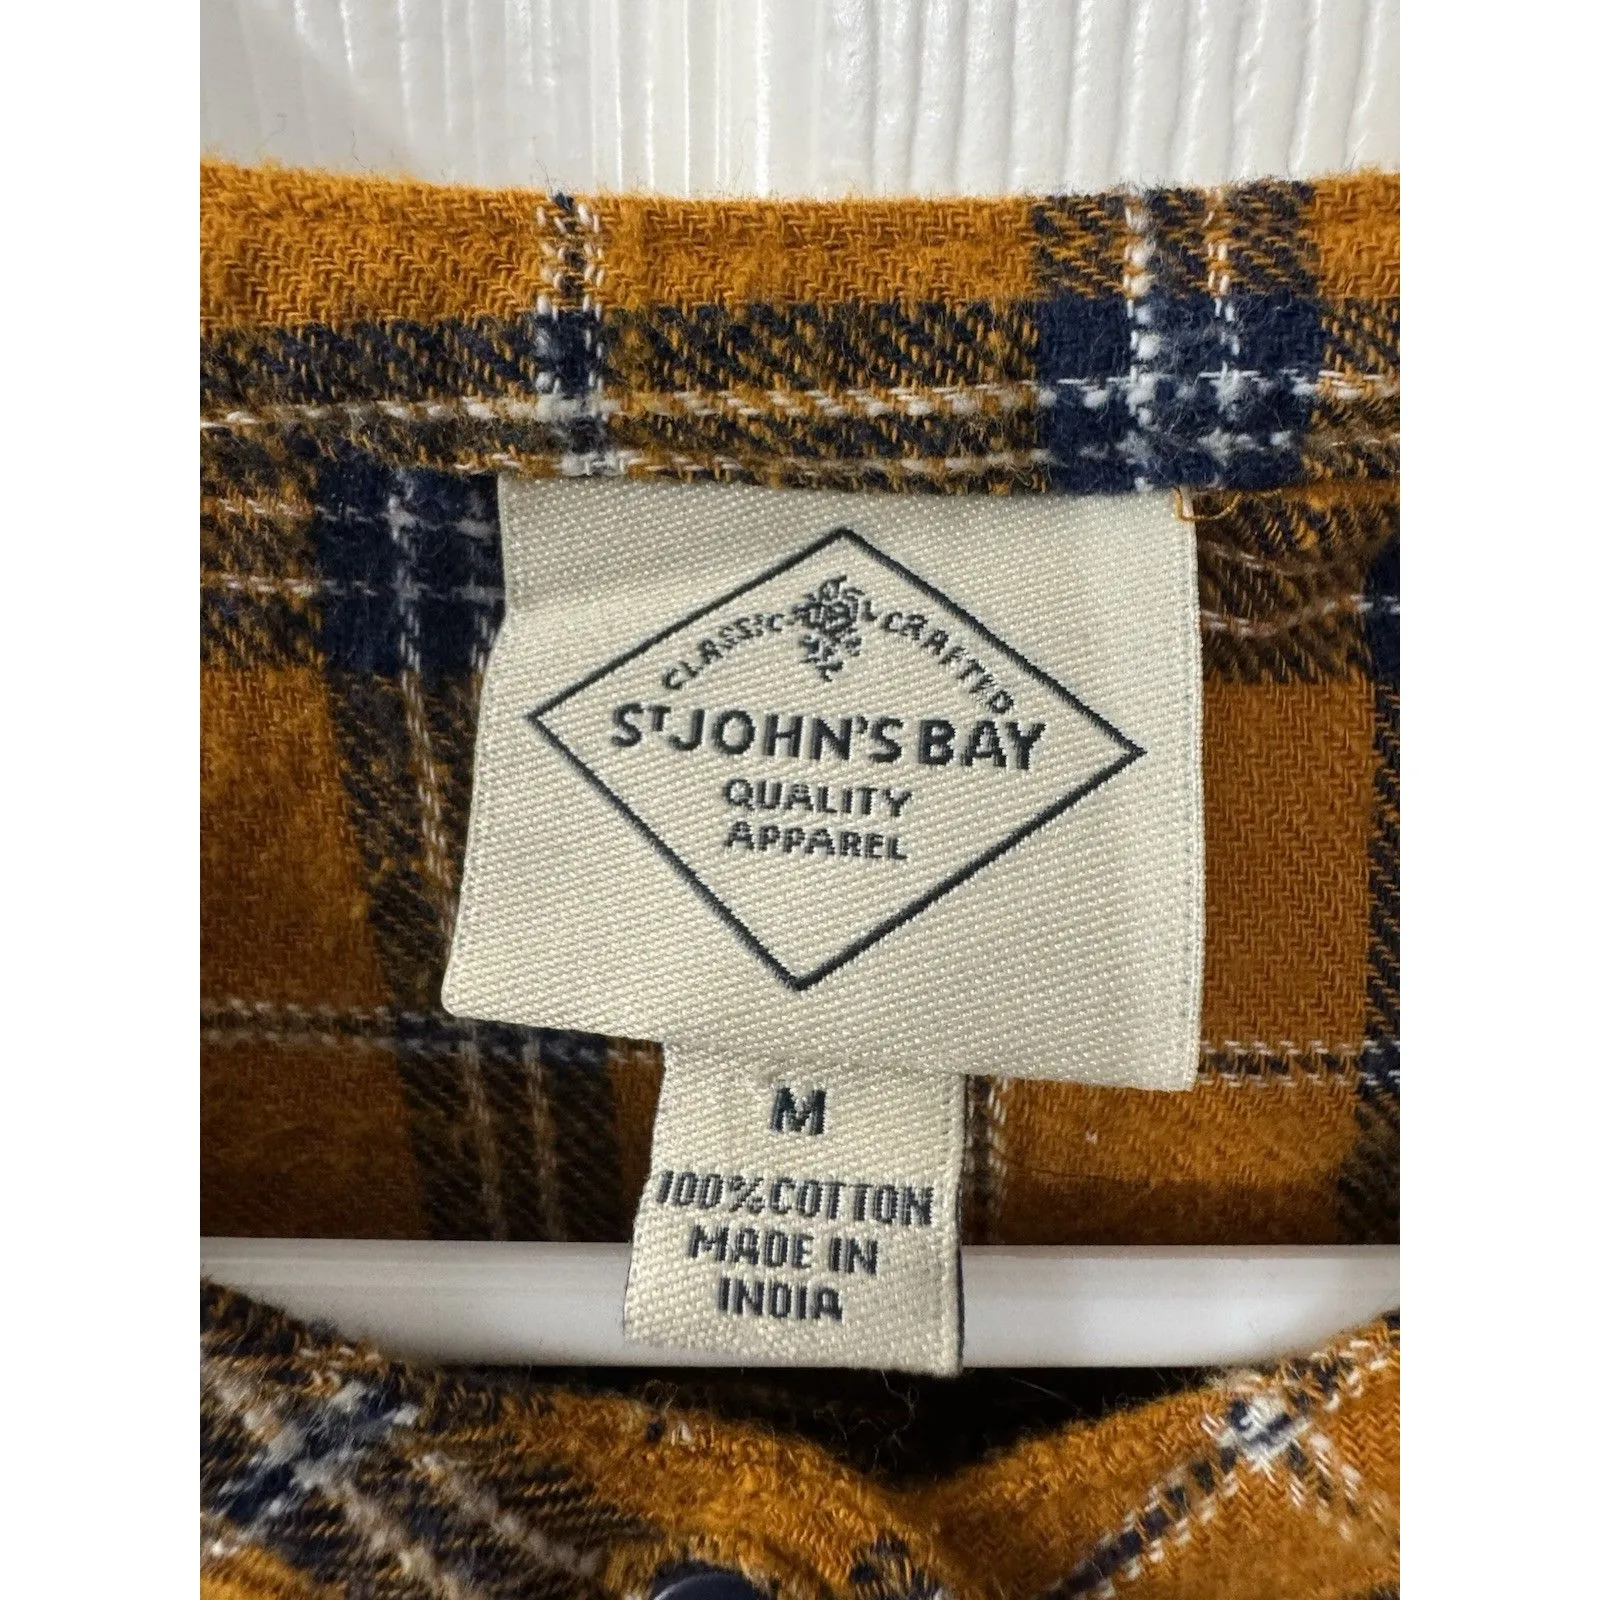 CLASSIC CRAFTED
ST JOHN'S BAY
QUALITY
APPAREL
M
100% COTTON
MADE IN
INDIA